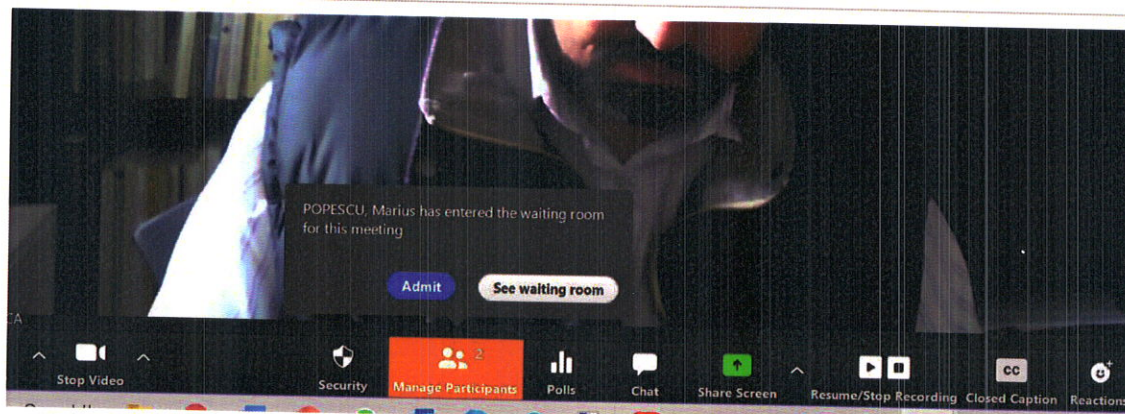 POPESCU, Marius has entered the waiting room
for this meeting
Admit
See waiting room
CA
2
Stop Video
Security
Manage Participants
Polls
Chat
Share Screen
Resume/Stop Recording
CC
Closed Caption
Reactions